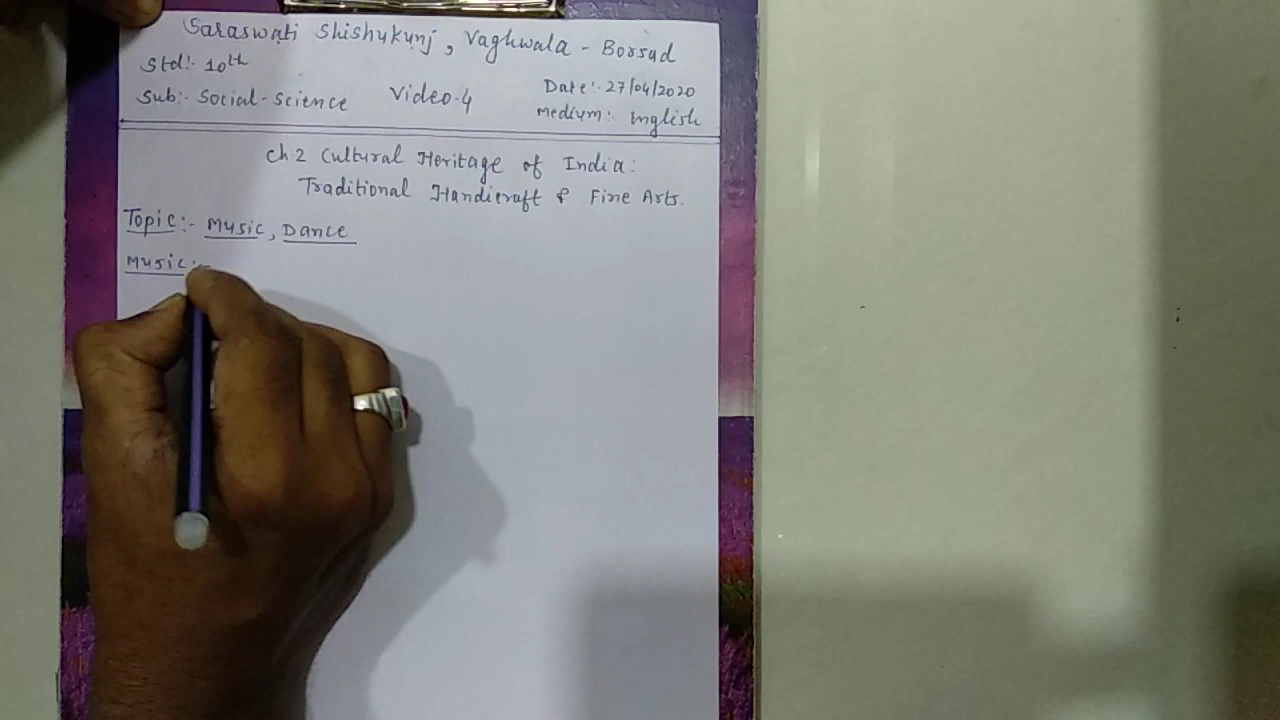 Saraswati Shishukunj, Vaghwala - Borsad
Std:- 10th
Date:- 27/04/2020
Sub:- Social-Science Video-4
Medium:- English
Ch 2 Cultural Heritage of India:
Traditional Handicraft & Fine Arts.
Topic:- Music, Dance
Music:-